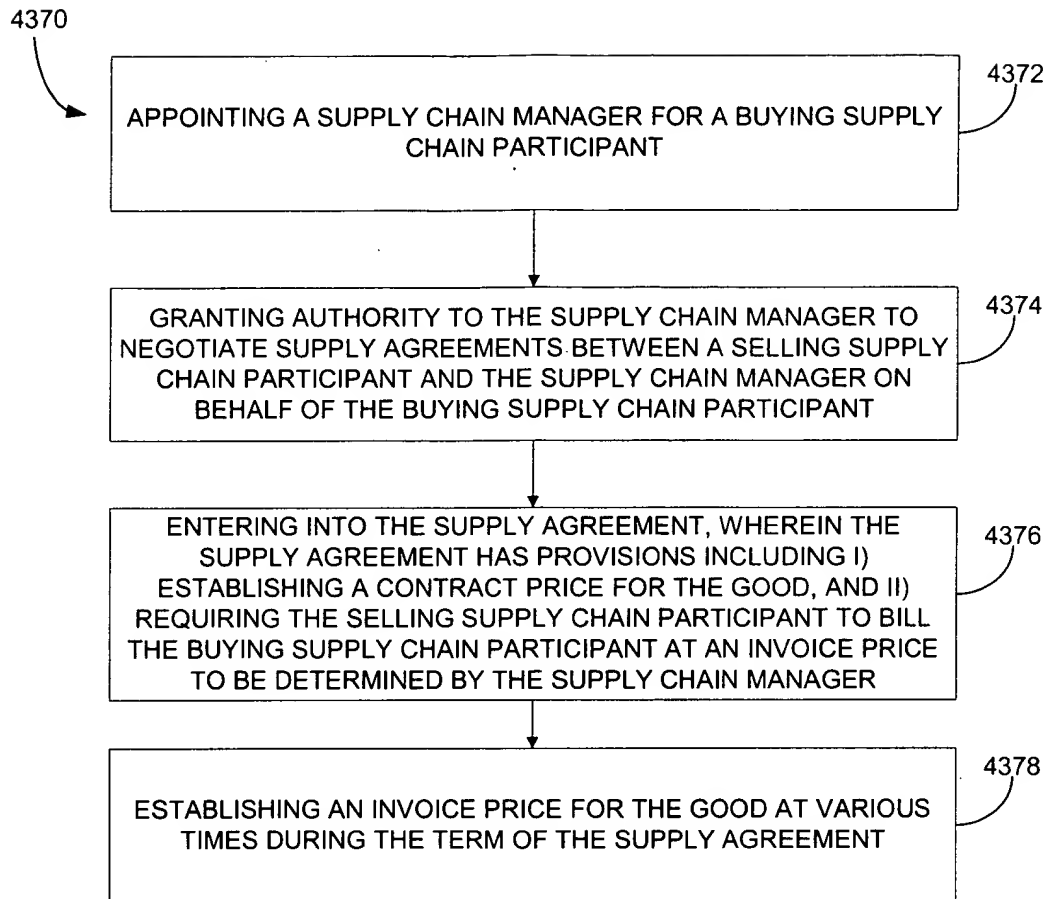 4370
4372
APPOINTING A SUPPLY CHAIN MANAGER FOR A BUYING SUPPLY
CHAIN PARTICIPANT
4374
GRANTING AUTHORITY TO THE SUPPLY CHAIN MANAGER TO
NEGOTIATE SUPPLY AGREEMENTS BETWEEN A SELLING SUPPLY
CHAIN PARTICIPANT AND THE SUPPLY CHAIN MANAGER ON
BEHALF OF THE BUYING SUPPLY CHAIN PARTICIPANT
4376
ENTERING INTO THE SUPPLY AGREEMENT, WHEREIN THE
SUPPLY AGREEMENT HAS PROVISIONS INCLUDING I)
ESTABLISHING A CONTRACT PRICE FOR THE GOOD, AND II)
REQUIRING THE SELLING SUPPLY CHAIN PARTICIPANT TO BILL
THE BUYING SUPPLY CHAIN PARTICIPANT AT AN INVOICE PRICE
TO BE DETERMINED BY THE SUPPLY CHAIN MANAGER
4378
ESTABLISHING AN INVOICE PRICE FOR THE GOOD AT VARIOUS
TIMES DURING THE TERM OF THE SUPPLY AGREEMENT